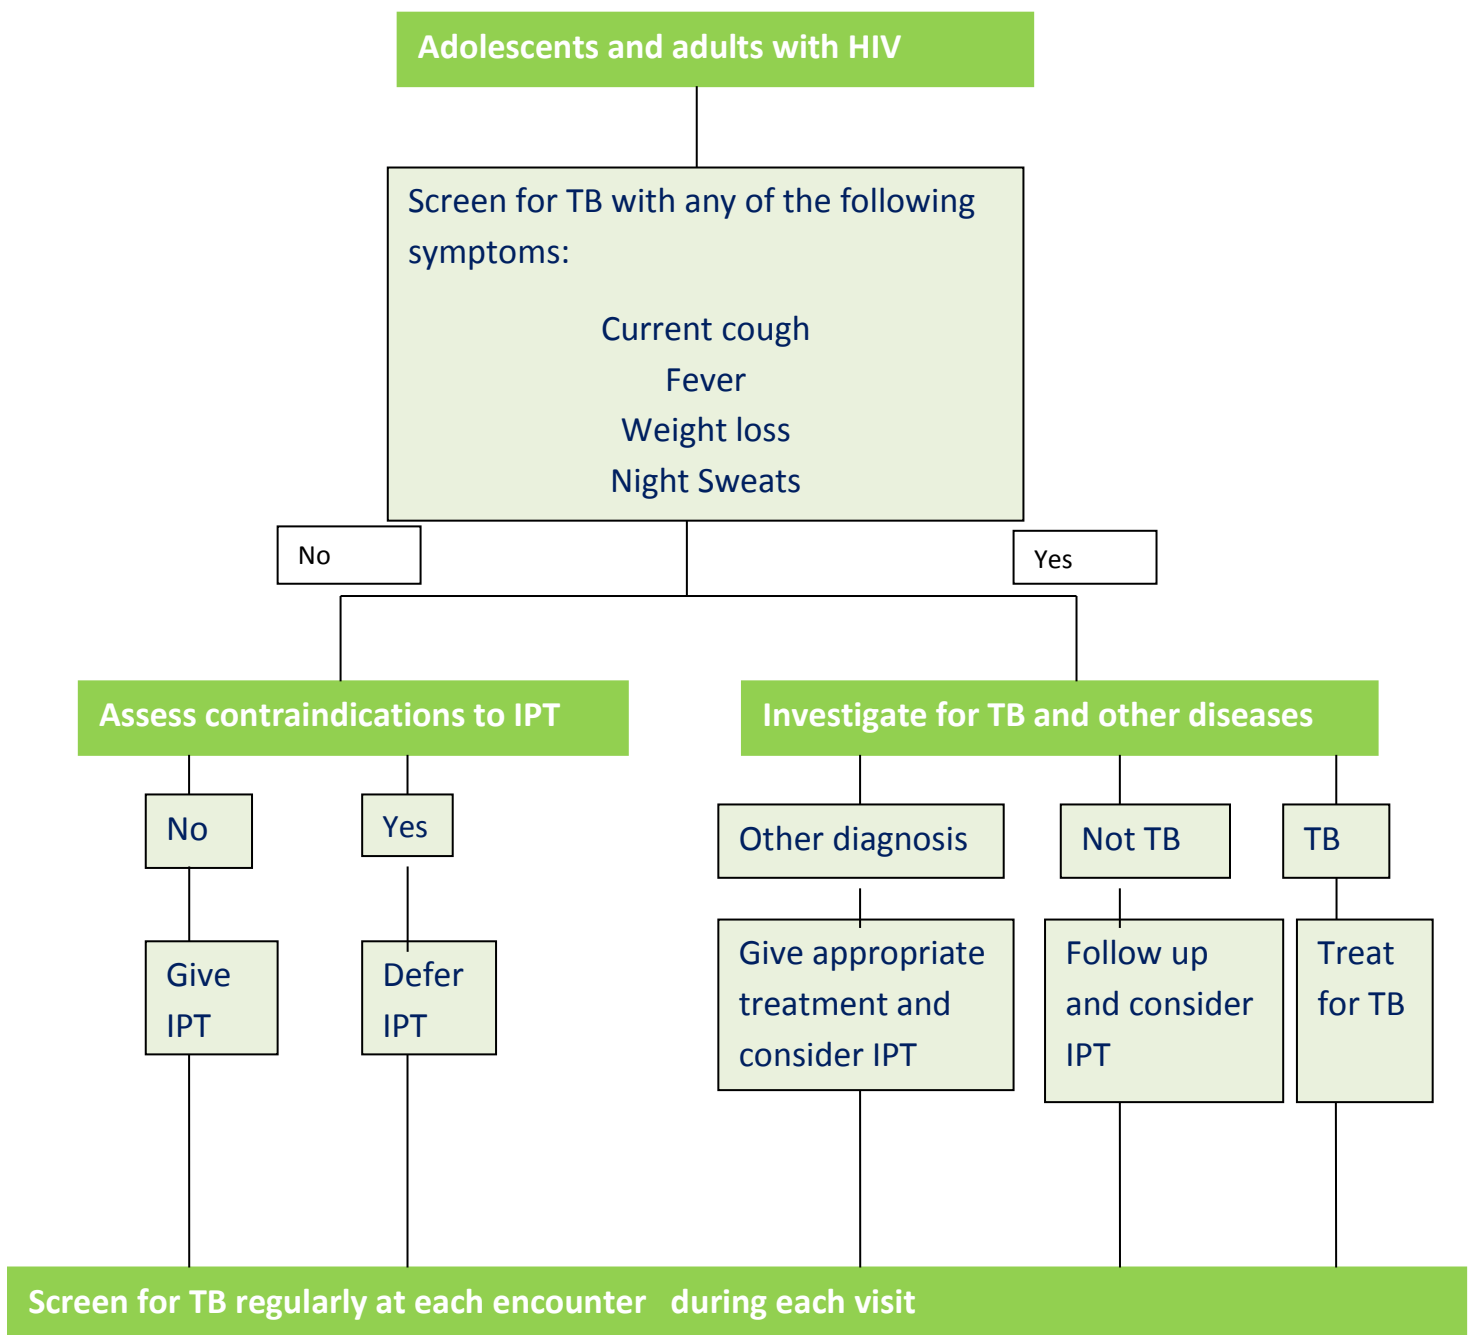 Adolescents and adults with HIV
Screen for TB with any of the following
symptoms:
Current cough
Fever
Weight loss
Night Sweats
No
Yes
Assess contraindications to IPT
Investigate for TB and other diseases
No
Yes
Other diagnosis
Not TB
TB
Give
IPT
Defer
IPT
Give appropriate
treatment and
consider IPT
Follow up
and consider
IPT
Treat
for TB
Screen for TB regularly at each encounter   during each visit